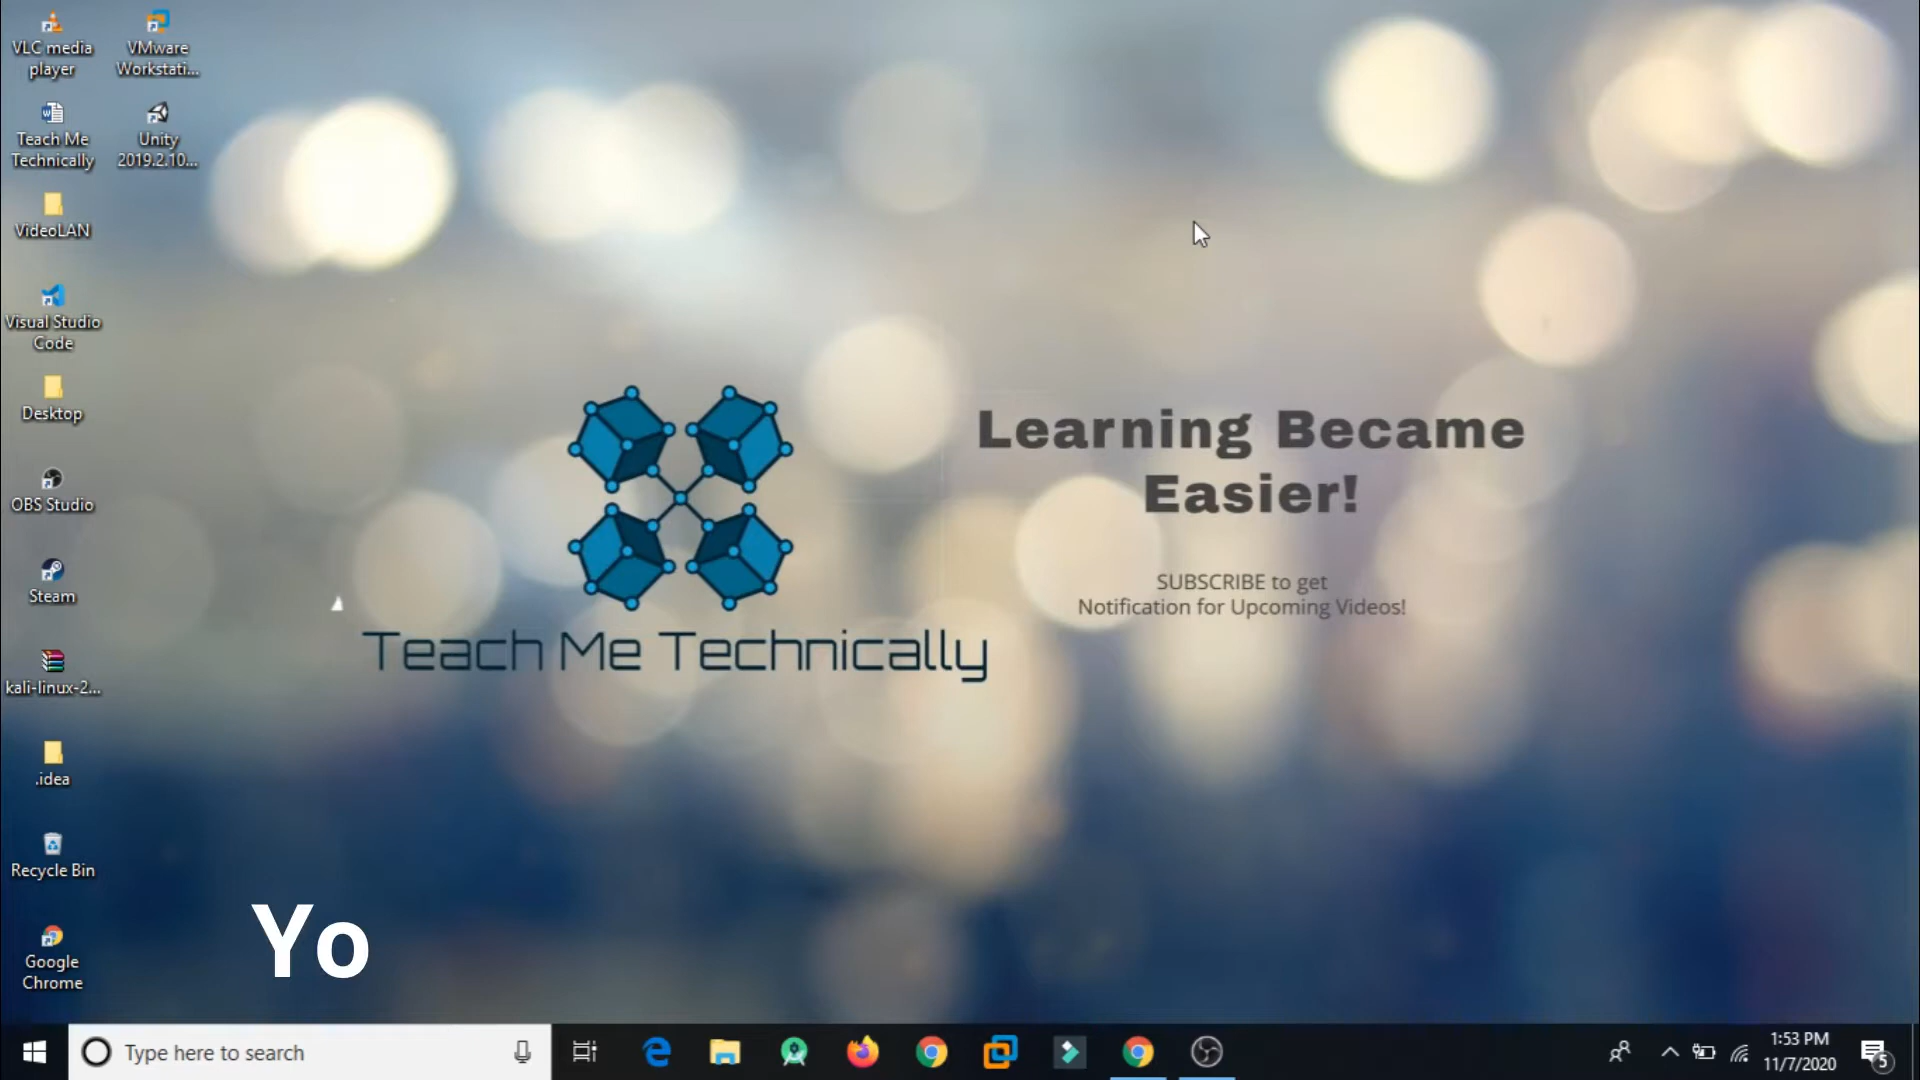 VLC media
player
VMware
Workstati...
Teach Me
Technically
Unity
2019.2.10...
VideoLAN
Visual Studio
Code
Desktop
OBS Studio
Steam
kali-linux-2...
.idea
Recycle Bin
Google
Chrome
Teach Me Technically
Learning Became
Easier!
SUBSCRIBE to get
Notification for Upcoming Videos!
Yo
Type here to search
1:53 PM
11/7/2020
5